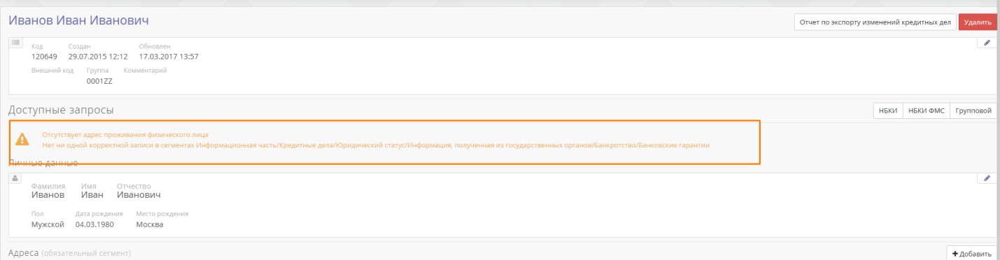 Иванов Иван Иванович
Отчет по экспорту изменений кредитных дел Удалить
Код Создан Обновлен
120649 29.07.2015 12:12 17.03.2017 13:57
Внешний код Группа Комментарий
0001ZZ
Доступные запросы НБКИ НБКИ ФМС Групповой
Отсутствует адрес проживания физического лица
Нет ни одной корректной записи в сегментах Информационная часть/Кредитные дела/Юридический статус/Информация, полученная из государственных органов/Банкротство/Банковские гарантии
Личные данные
Фамилия Имя Отчество
Иванов Иван Иванович
Пол Дата рождения Место рождения
Мужской 04.03.1980 Москва
Адреса (обязательный сегмент) +Добавить